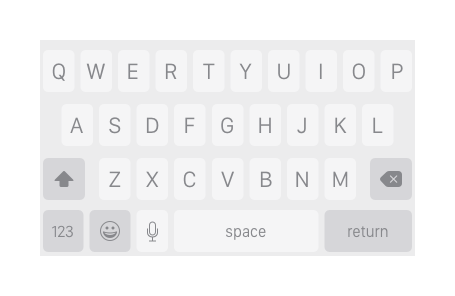 Q W E R T Y U I O P
A S D F G H J K L
Z X C V B N M
123 space return